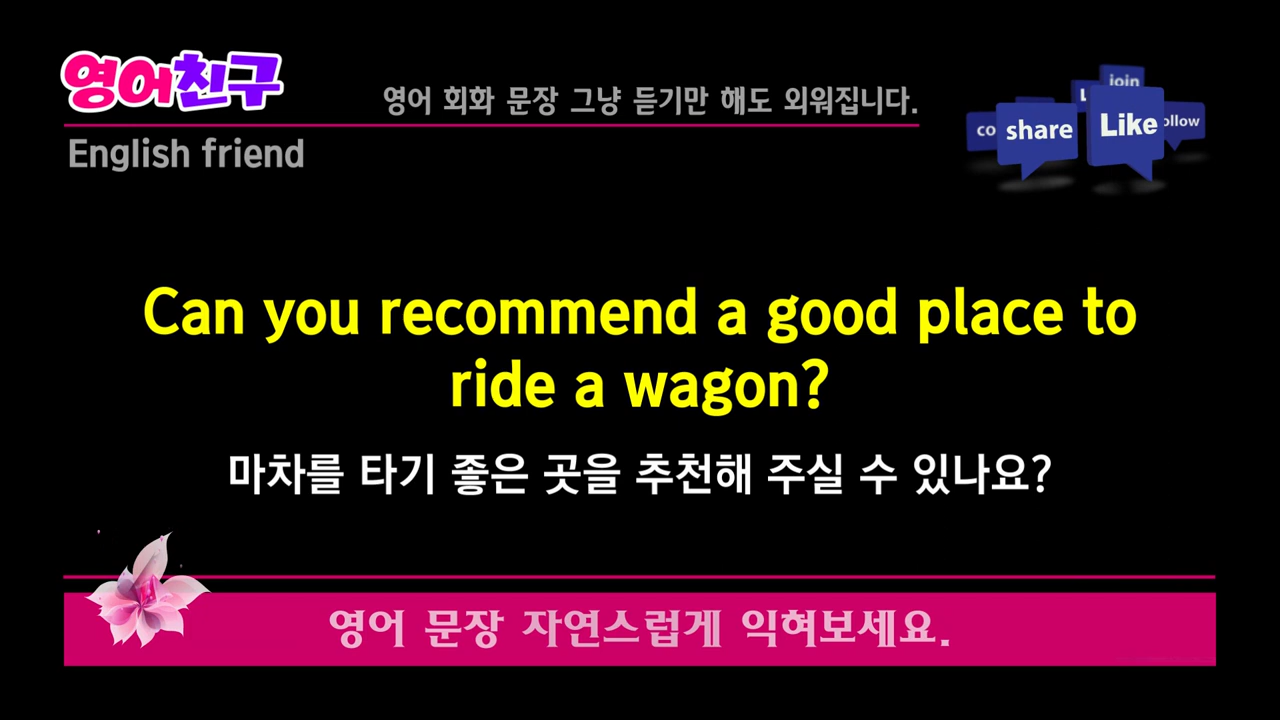 영어친구
영어 회화 문장 그냥 듣기만 해도 외워집니다.
English friend
join
share
Like
Can you recommend a good place to
ride a wagon?
마차를 타기 좋은 곳을 추천해 주실 수 있나요?
영어 문장 자연스럽게 익혀보세요.